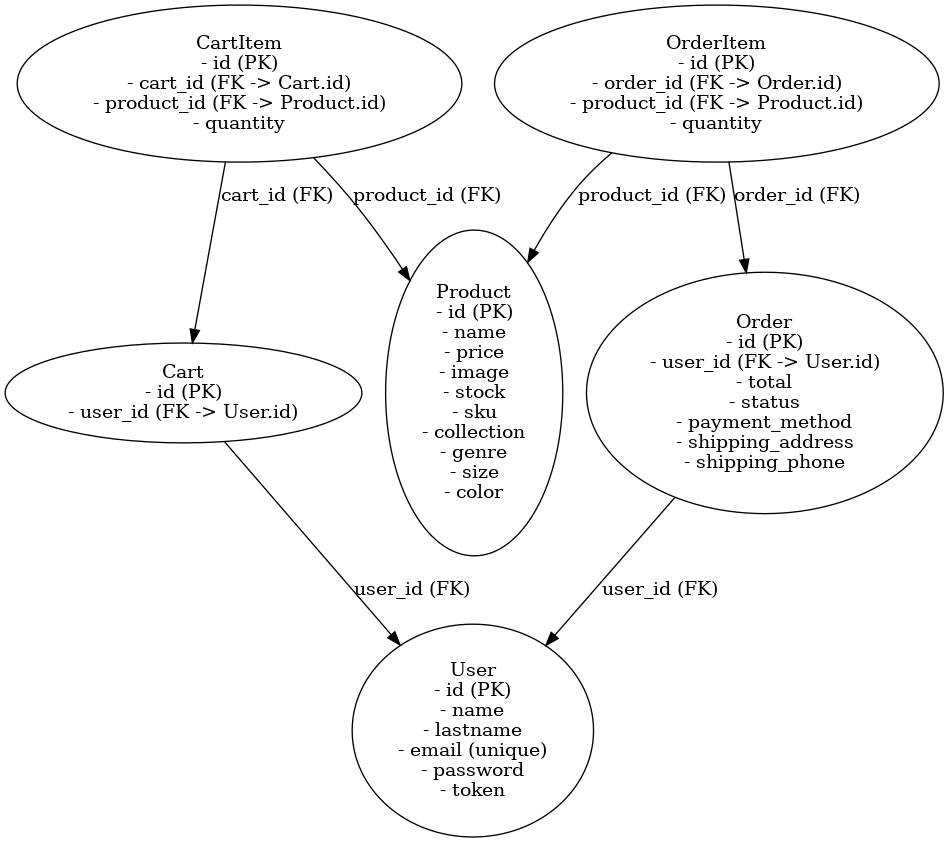 CartItem
- id (PK)
- cart_id (FK -> Cart.id)
- product_id (FK -> Product.id)
- quantity
OrderItem
- id (PK)
- order_id (FK -> Order.id)
- product_id (FK -> Product.id)
- quantity
cart_id (FK)
product_id (FK)
product_id (FK)
order_id (FK)
Cart
- id (PK)
- user_id (FK -> User.id)
Product
- id (PK)
- name
- price
- image
- stock
- sku
- collection
- genre
- size
- color
Order
- id (PK)
- user_id (FK -> User.id)
- total
- status
- payment_method
- shipping_address
- shipping_phone
user_id (FK)
user_id (FK)
User
- id (PK)
- name
- lastname
- email (unique)
- password
- token